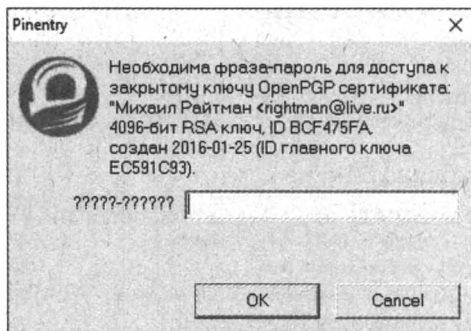 Pinentry
Необходима фраза-пароль для доступа к
закрытому ключу OpenPGP сертификата:
"Михаил Райтман <rightman@live.ru>"
4096-бит RSA ключ, ID BCF475FA,
создан 2016-01-25 (ID главного ключа
EC591C93).
?????-??????
OK
Cancel